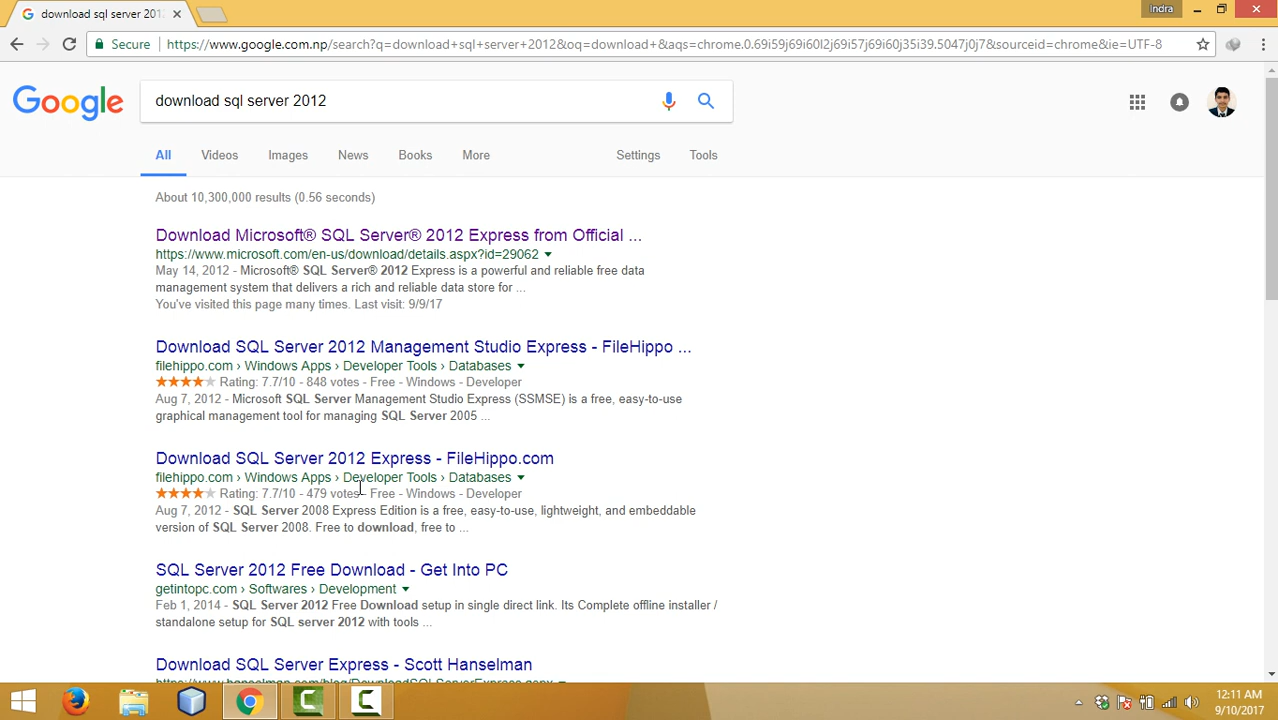 download sql server 201
Indra
Secure https://www.google.com.np/search?q=download+sql+server+2012&oq=download+&aqs=chrome.0.69i59j69i60l2j69i57j69i60j35i39.5047j0j7&sourceid=chrome&ie=UTF-8
Google
download sql server 2012
All Videos Images News Books More Settings Tools
About 10,300,000 results (0.56 seconds)
Download Microsoft® SQL Server® 2012 Express from Official ...
https://www.microsoft.com/en-us/download/details.aspx?id=29062
May 14, 2012 - Microsoft® SQL Server® 2012 Express is a powerful and reliable free data
management system that delivers a rich and reliable data store for ...
You've visited this page many times. Last visit: 9/9/17
Download SQL Server 2012 Management Studio Express - FileHippo ...
filehippo.com › Windows Apps › Developer Tools › Databases
Rating: 7.7/10 - 848 votes - Free - Windows - Developer
Aug 7, 2012 - Microsoft SQL Server Management Studio Express (SSMSE) is a free, easy-to-use
graphical management tool for managing SQL Server 2005 ...
Download SQL Server 2012 Express - FileHippo.com
filehippo.com › Windows Apps › Developer Tools › Databases
Rating: 7.7/10 - 479 votes - Free - Windows - Developer
Aug 7, 2012 - SQL Server 2008 Express Edition is a free, easy-to-use, lightweight, and embeddable
version of SQL Server 2008. Free to download, free to ...
SQL Server 2012 Free Download - Get Into PC
getintopc.com › Softwares › Development
Feb 1, 2014 - SQL Server 2012 Free Download setup in single direct link. Its Complete offline installer /
standalone setup for SQL server 2012 with tools ...
Download SQL Server Express - Scott Hanselman
12:11 AM
9/10/2017